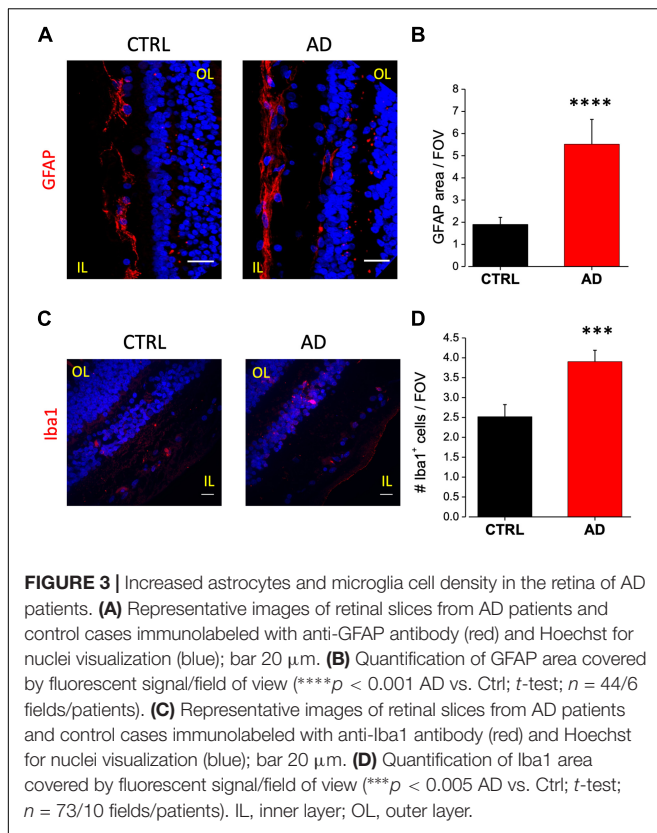 A
CTRL
AD
OL
OL
GFAP
IL
IL
B
GFAP area / FOV
8
7
6
5
4
3
2
1
0
****
CTRL
AD
C
CTRL
AD
OL
OL
Iba1
IL
IL
D
# Iba1+ cells / FOV
4.5
4.0
3.5
3.0
2.5
2.0
1.5
1.0
0.5
0.0
***
CTRL
AD
FIGURE 3 | Increased astrocytes and microglia cell density in the retina of AD
patients. (A) Representative images of retinal slices from AD patients and
control cases immunolabeled with anti-GFAP antibody (red) and Hoechst for
nuclei visualization (blue); bar 20 μm. (B) Quantification of GFAP area covered
by fluorescent signal/field of view (****p < 0.001 AD vs. Ctrl; t-test; n = 44/6
fields/patients). (C) Representative images of retinal slices from AD patients
and control cases immunolabeled with anti-Iba1 antibody (red) and Hoechst
for nuclei visualization (blue); bar 20 μm. (D) Quantification of Iba1 area
covered by fluorescent signal/field of view (***p < 0.005 AD vs. Ctrl; t-test;
n = 73/10 fields/patients). IL, inner layer; OL, outer layer.